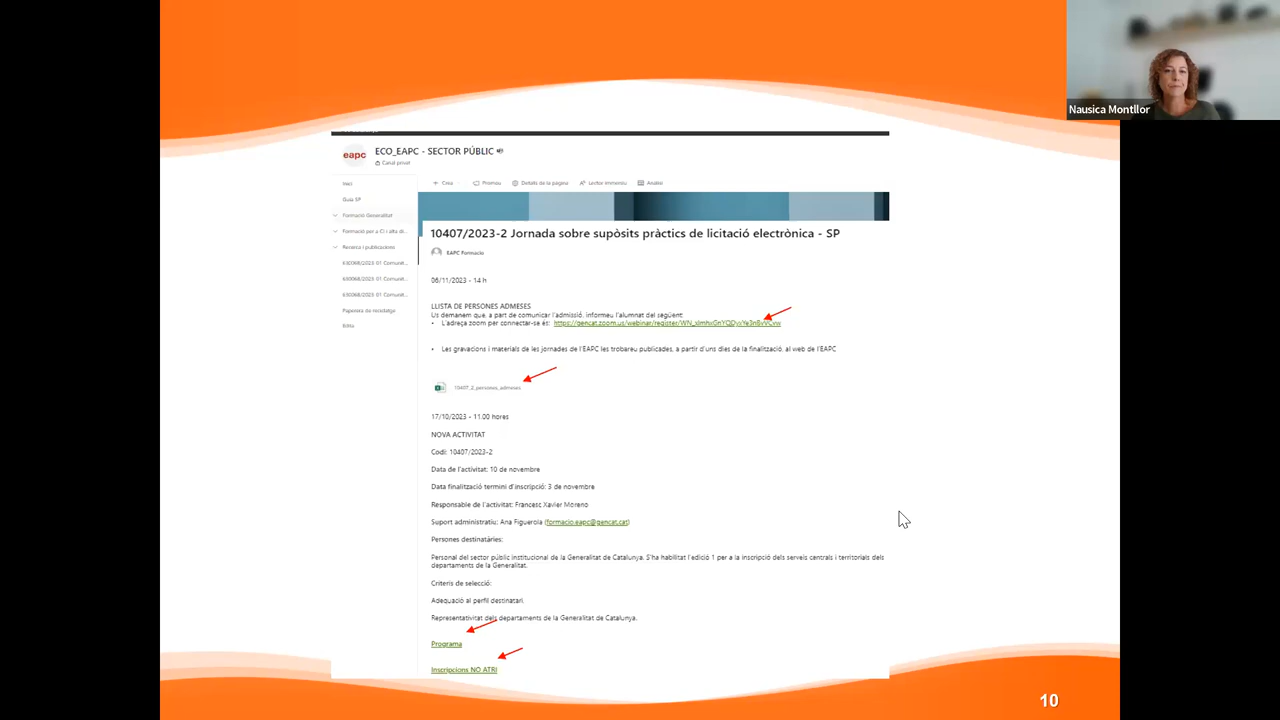 Nausica Montllor
eapc
ECO_EAPC - SECTOR PÚBLIC
Canal privat
Inici
Guia SP
Formació Generalitat
Formació per a CI i alta di...
Recerca i publicacions
Paperera de reciclatge
Edita
Crea
Promou
Detalls de la pàgina
Lector immersiu
Anàlisi
10407/2023-2 Jornada sobre supòsits pràctics de licitació electrònica - SP
EAPC Formacio
06/11/2023 - 14 h
LLISTA DE PERSONES ADMESES
Us demanem que, a part de comunicar l'admissió, informeu l'alumnat del següent:
• L'adreça zoom per connectar-se és:
• Les gravacions i materials de les jornades de l'EAPC les trobareu publicades, a partir d'uns dies de la finalització, al web de l'EAPC
10407_2_persones_admeses
17/10/2023 - 11:00 hores
NOVA ACTIVITAT
Codi: 10407/2023-2
Data de l'activitat: 10 de novembre
Data finalització termini d'inscripció: 3 de novembre
Responsable de l'activitat: Francesc Xavier Moreno
Suport administratiu: Ana Figuerola (formacio.eapc@gencat.cat)
Persones destinatàries:
Personal del sector públic institucional de la Generalitat de Catalunya. S'ha habilitat l'edició 1 per a la inscripció dels serveis centrals i territorials dels
departaments de la Generalitat.
Criteris de selecció:
Adequació al perfil destinatari.
Representativitat dels departaments de la Generalitat de Catalunya.
Programa
Inscripcions NO ATRI
10